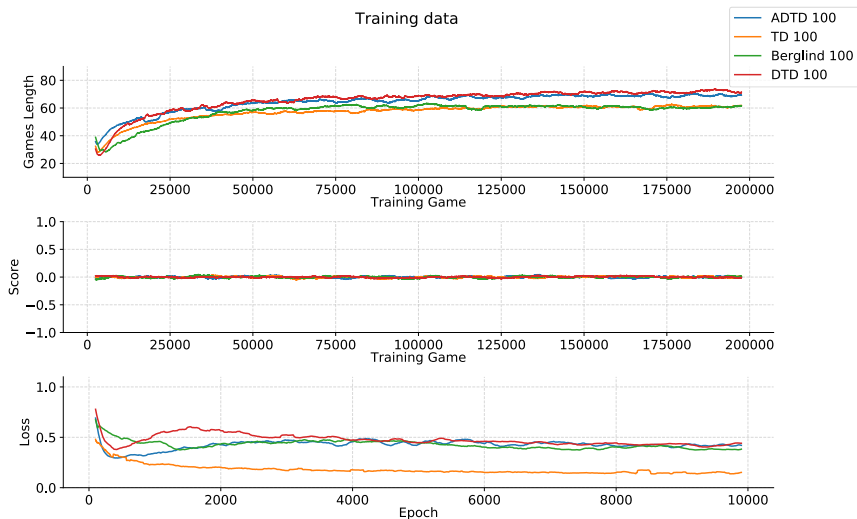 Training data
ADTD 100
TD 100
Berglind 100
DTD 100
Games Length
80
60
40
20
0 25000 50000 75000 100000 125000 150000 175000 200000
Training Game
Score
1.0
0.5
0.0
−0.5
−1.0
0 25000 50000 75000 100000 125000 150000 175000 200000
Training Game
Loss
1.0
0.5
0.0
0 2000 4000 6000 8000 10000
Epoch